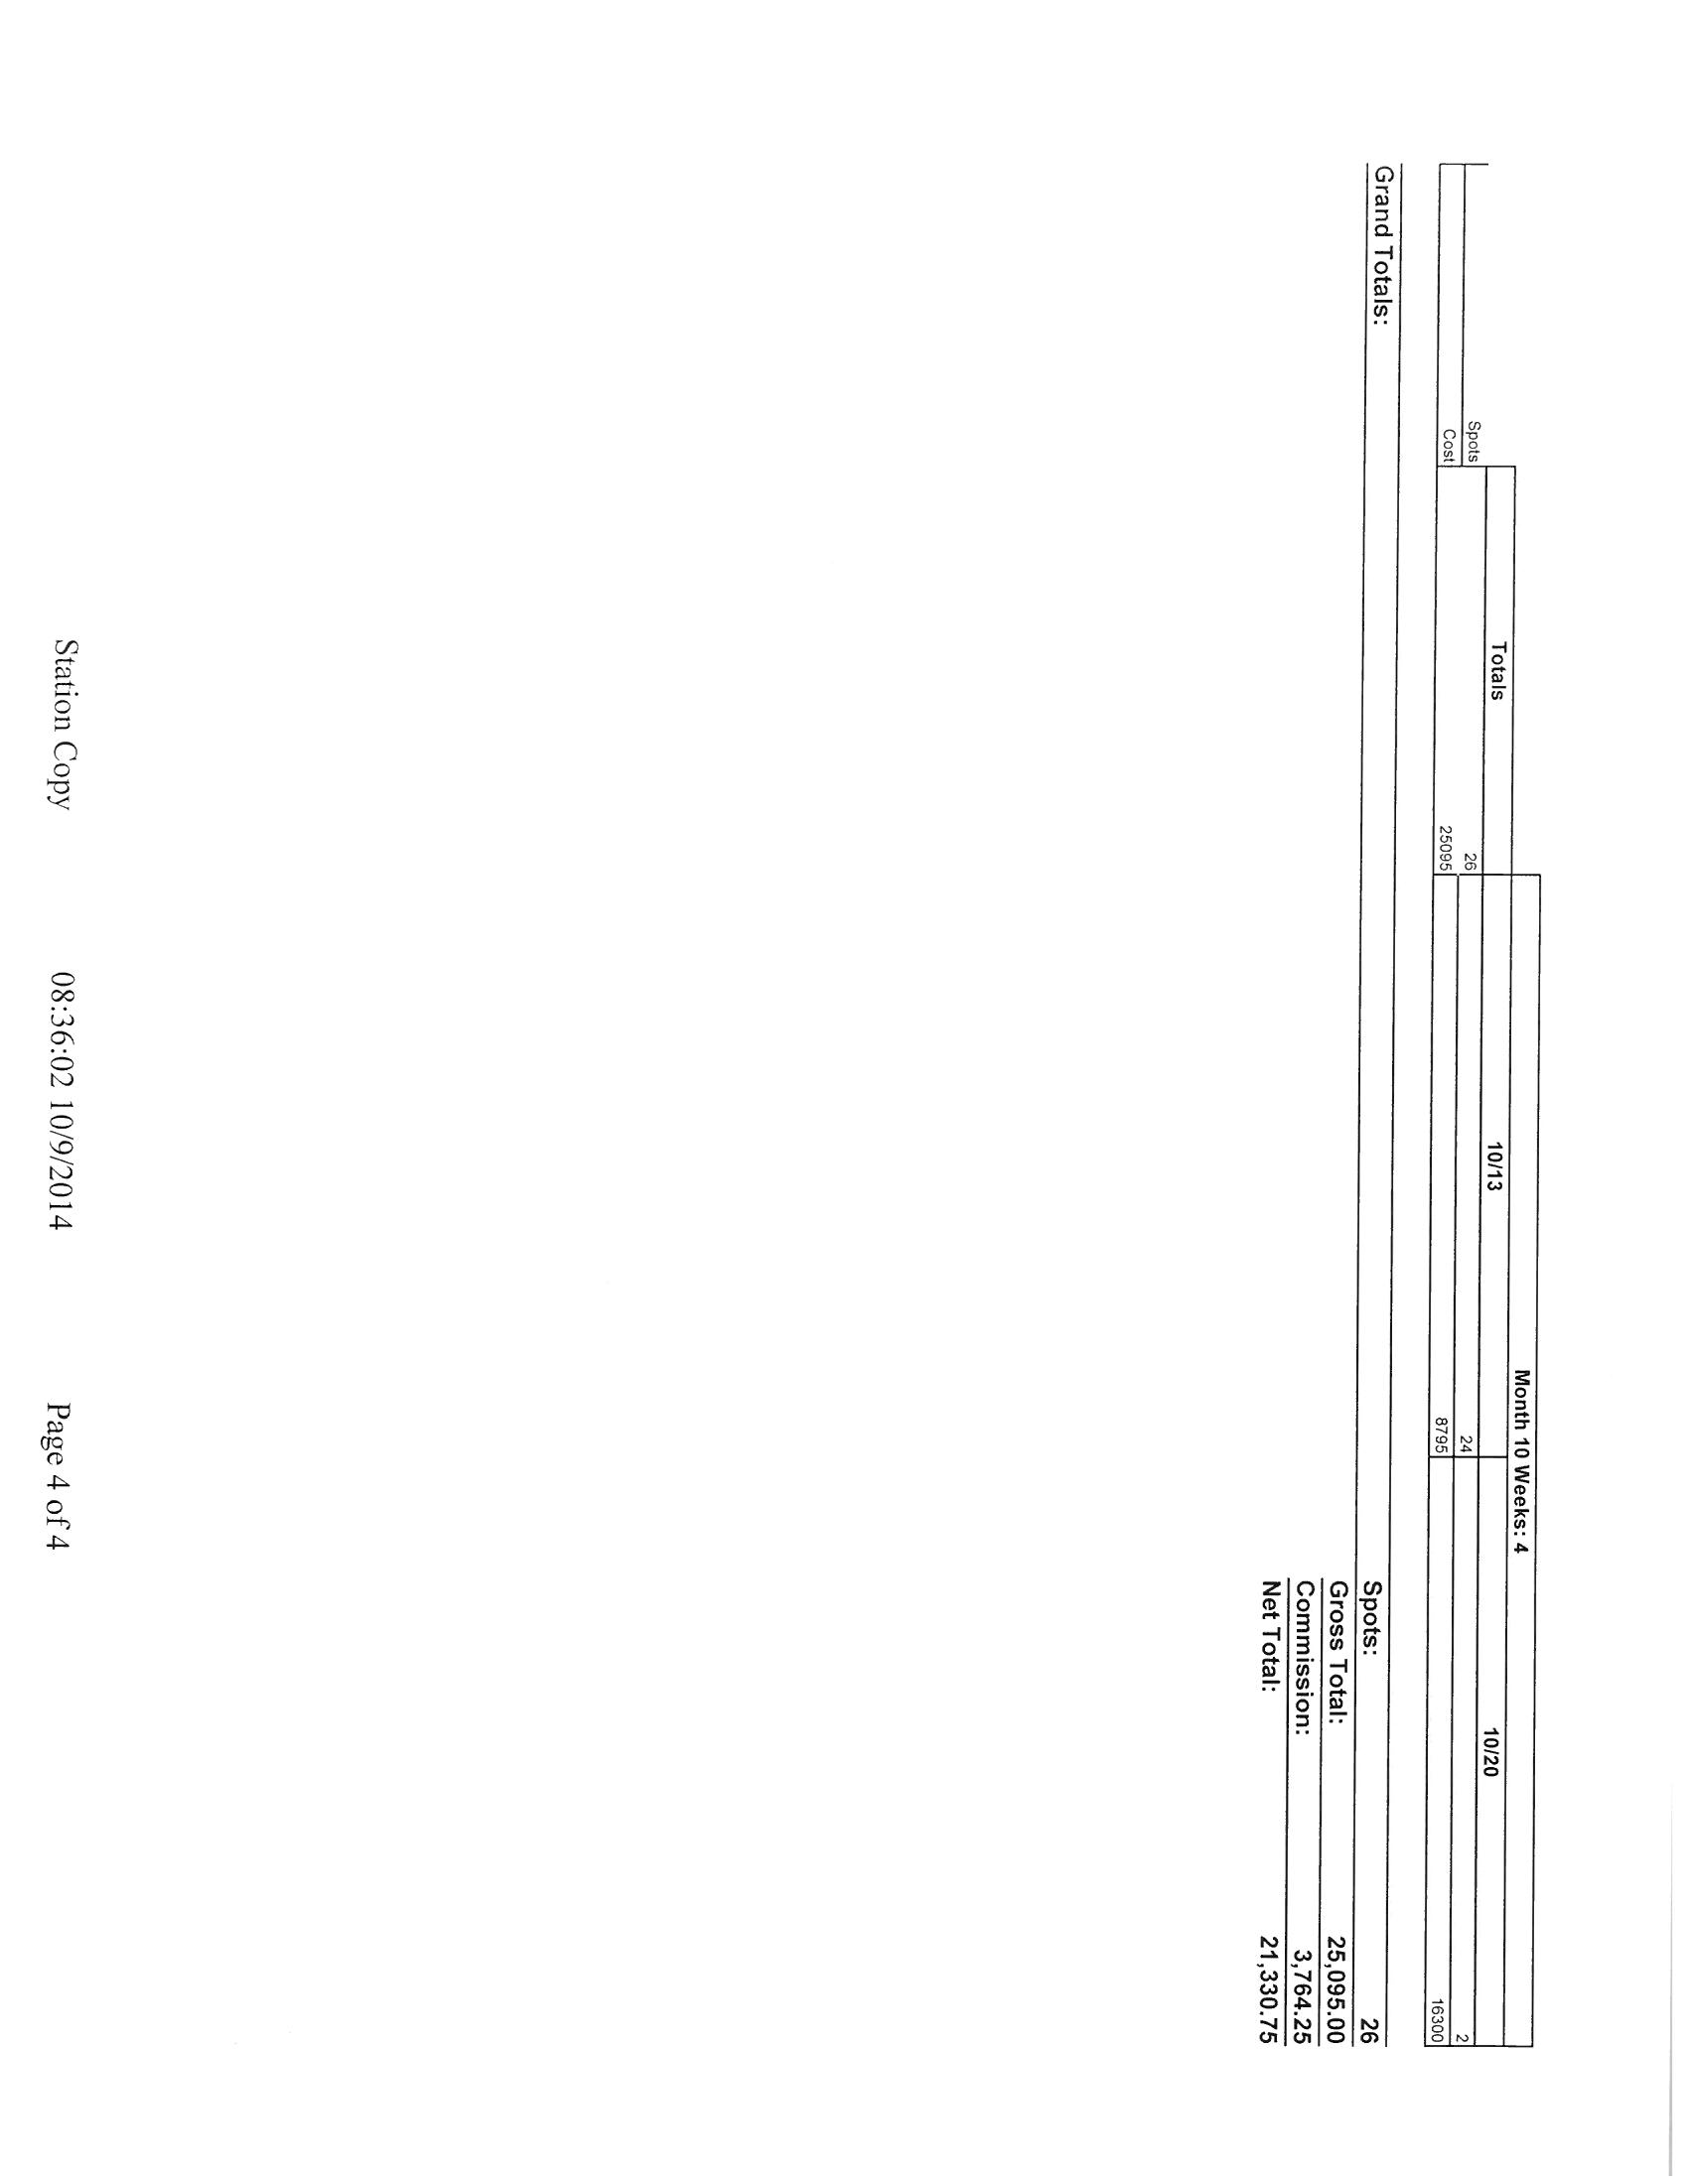 Month 10 Weeks: 4
Totals 10/13 10/20
Spots 26 24 2
Cost 25095 8795 16300
Grand Totals: Spots: 26
Gross Total: 25,095.00
Commission: 3,764.25
Net Total: 21,330.75
Station Copy 08:36:02 10/9/2014 Page 4 of 4